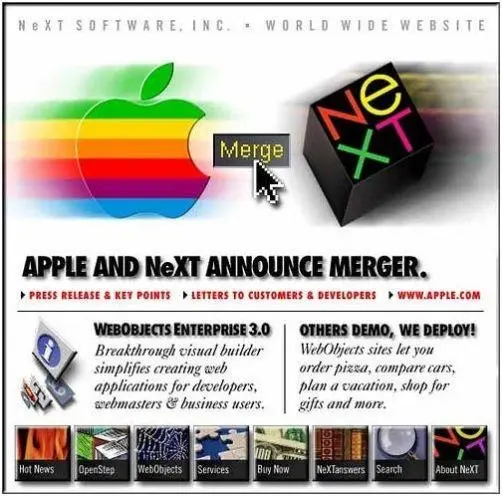 NeXT SOFTWARE, INC. ▪ WORLD WIDE WEBSITE
Merge
NeXT
APPLE AND NeXT ANNOUNCE MERGER.
PRESS RELEASE & KEY POINTS LETTERS TO CUSTOMERS & DEVELOPERS WWW.APPLE.COM
WEBOBJECTS ENTERPRISE 3.0
Breakthrough visual builder
simplifies creating web
applications for developers,
webmasters & business users.
OTHERS DEMO, WE DEPLOY!
WebObjects sites let you
order pizza, compare cars,
plan a vacation, shop for
gifts and more.
Hot News OpenStep WebObjects Services Buy Now NeXTanswers Search About NeXT